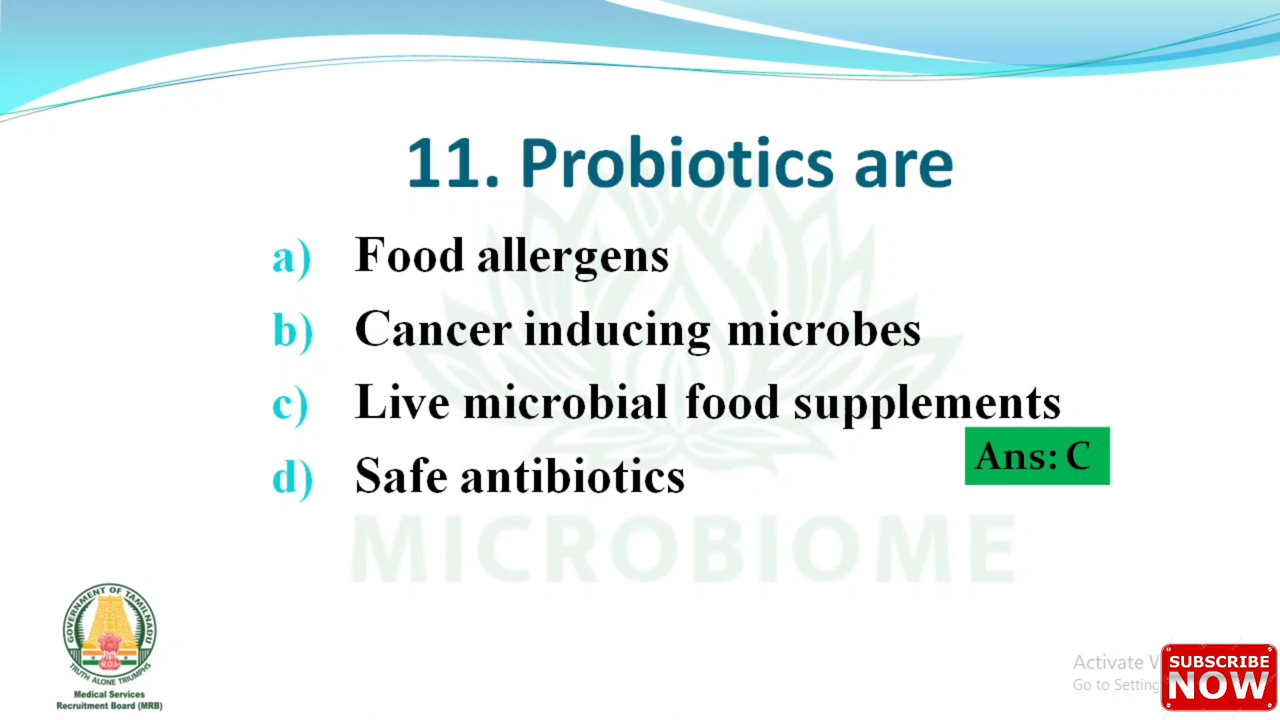 11. Probiotics are
a) Food allergens
b) Cancer inducing microbes
c) Live microbial food supplements
Ans: C
d) Safe antibiotics
MICROBIOME
GOVERNMENT OF TAMILNADU
TRUTH ALONE TRIUMPHS
Medical Services
Recruitment Board (MRB)
Activate
Go to Setting
SUBSCRIBE
NOW